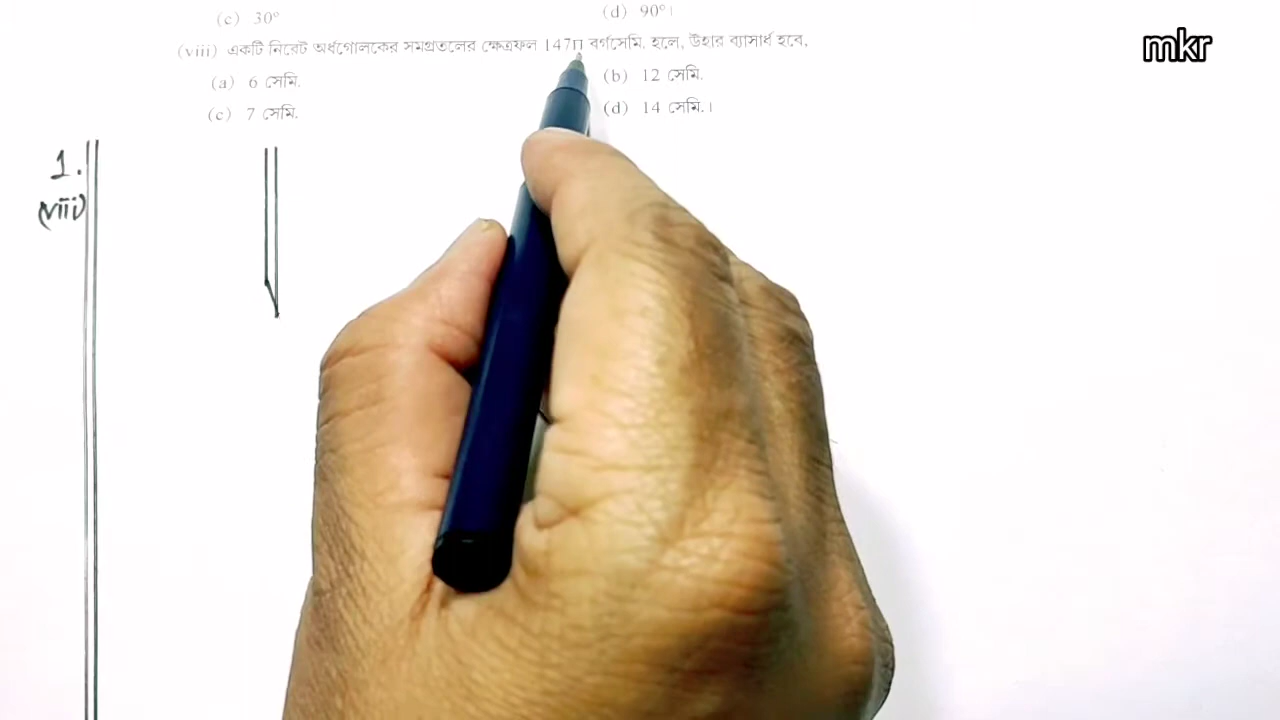 (c) 30° (d) 90°।
mkr
(viii) একটি নিরেট অর্ধগোলকের সমগ্রতলের ক্ষেত্রফল 147π বর্গসেমি. হলে, উহার ব্যাসার্ধ হবে,
(a) 6 সেমি. (b) 12 সেমি.
(c) 7 সেমি. (d) 14 সেমি.।
1.
(viii)